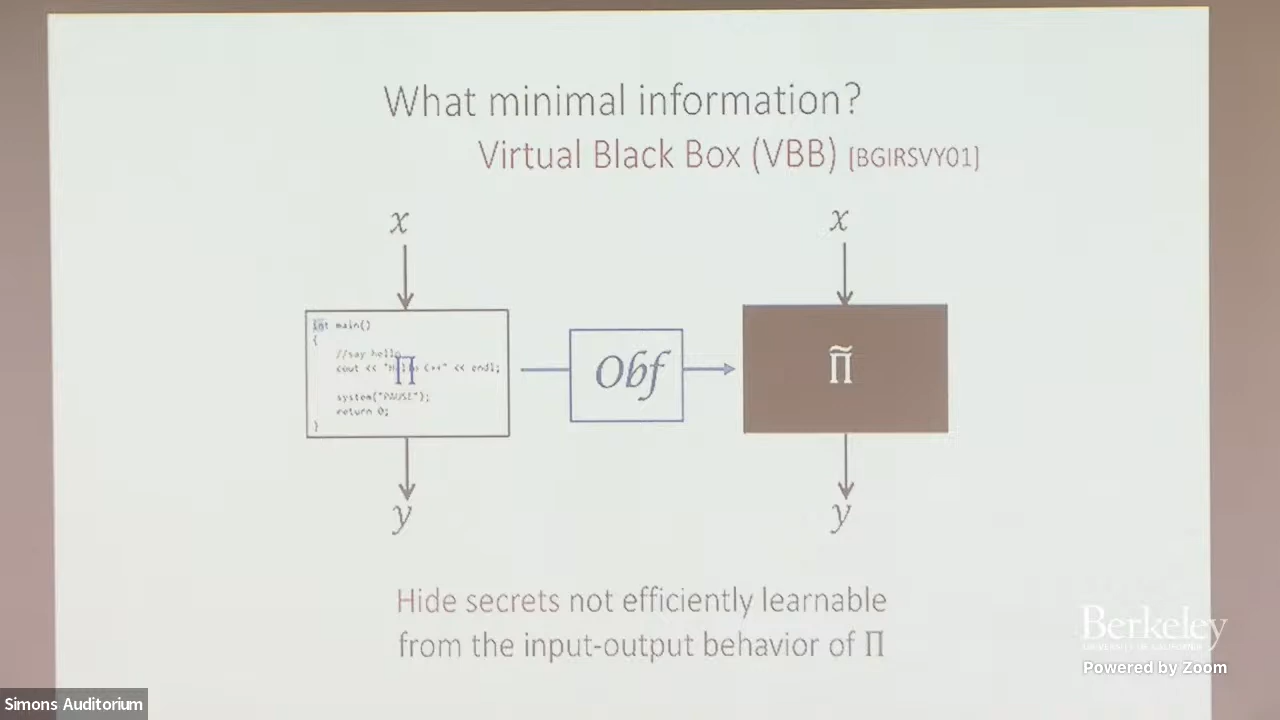 What minimal information?
Virtual Black Box (VBB) [BGIRSVY01]
x
x
int main()
{
//say hello
cout << "Hello C++" << endl;
system("PAUSE");
return 0;
}
Π
Obf
Π̃
y
y
Hide secrets not efficiently learnable
from the input-output behavior of Π
Berkeley
UNIVERSITY OF CALIFORNIA
Powered by Zoom
Simons Auditorium